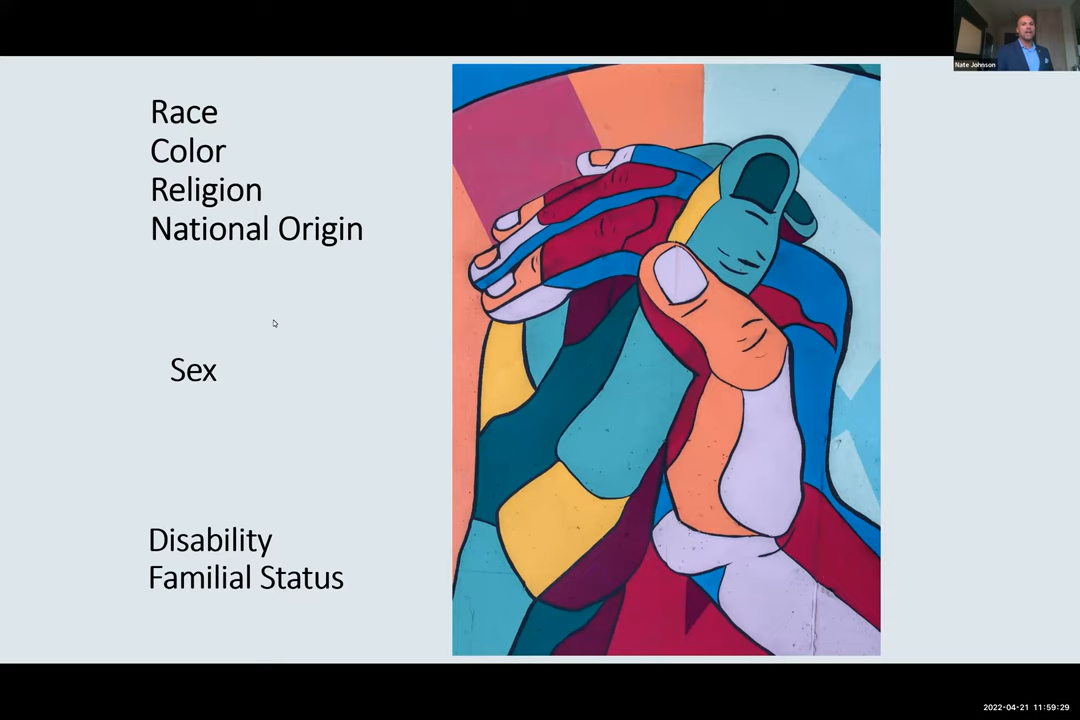 Nate Johnson
Race
Color
Religion
National Origin
Sex
Disability
Familial Status
2022-04-21 11:59:29